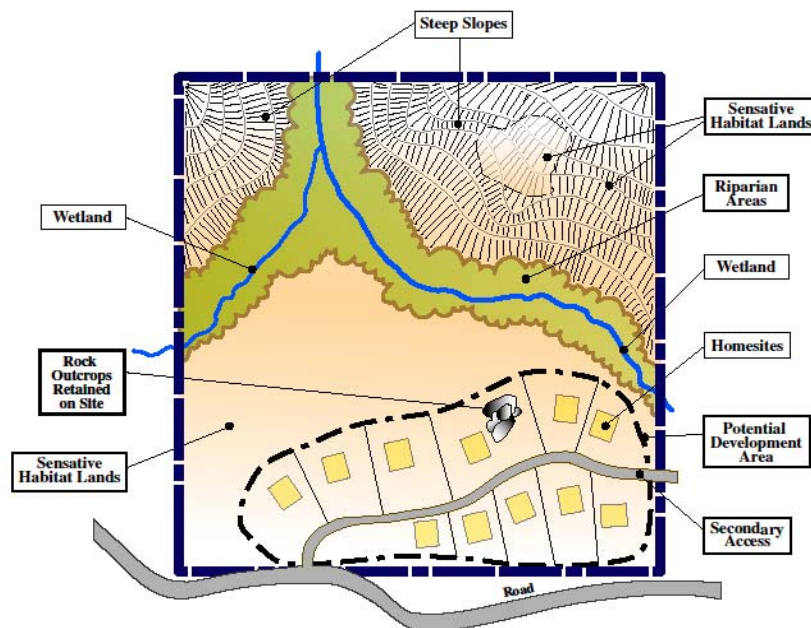 Steep Slopes
Sensative
Habitat Lands
Riparian
Areas
Wetland
Wetland
Homesites
Rock
Outcrops
Retained
on Site
Potential
Development
Area
Sensative
Habitat Lands
Secondary
Access
Road